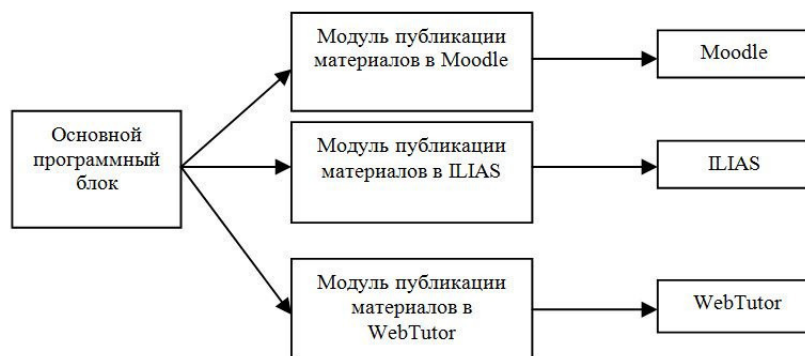 Основной
программный
блок
Модуль публикации
материалов в Moodle
Moodle
Модуль публикации
материалов в ILIAS
ILIAS
Модуль публикации
материалов в
WebTutor
WebTutor